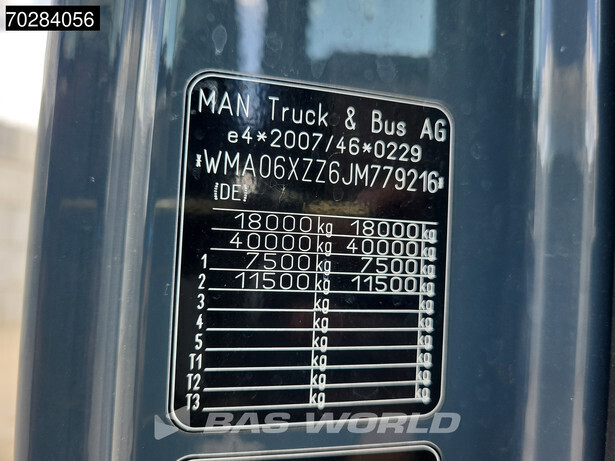 70284056
MAN Truck & Bus AG
e4*2007/46*0229
*WMA06XZZ6JM779216*
[DE]
18000 kg 18000 kg
40000 kg 40000 kg
1 7500 kg 7500 kg
2 11500 kg 11500 kg
3 kg kg
4 kg kg
5 kg kg
T1 kg kg
T2 kg kg
T3 kg kg
BAS WORLD